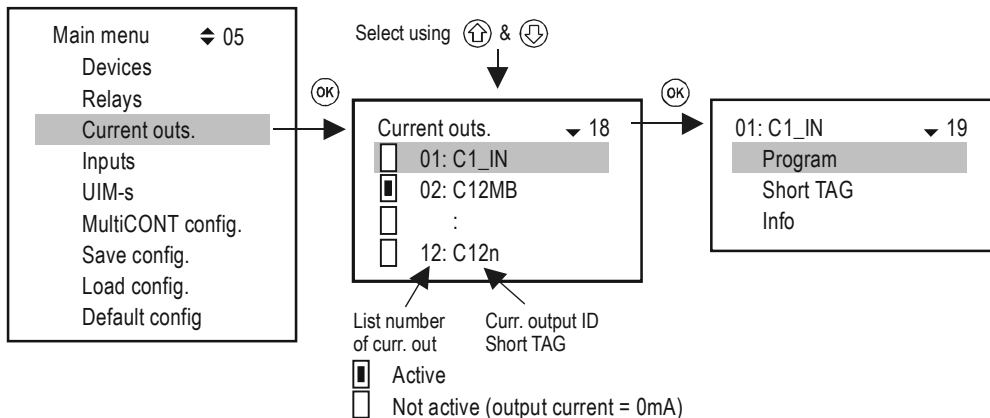 Main menu 05
Devices
Relays
Current outs.
Inputs
UIM-s
MultiCONT config.
Save config.
Load config.
Default config
OK
Select using & 
Current outs. 18
01: C1_IN
02: C12MB
:
12: C12n
List number
of curr. out
Curr. output ID
Short TAG
Active
Not active (output current = 0mA)
OK
01: C1_IN 19
Program
Short TAG
Info